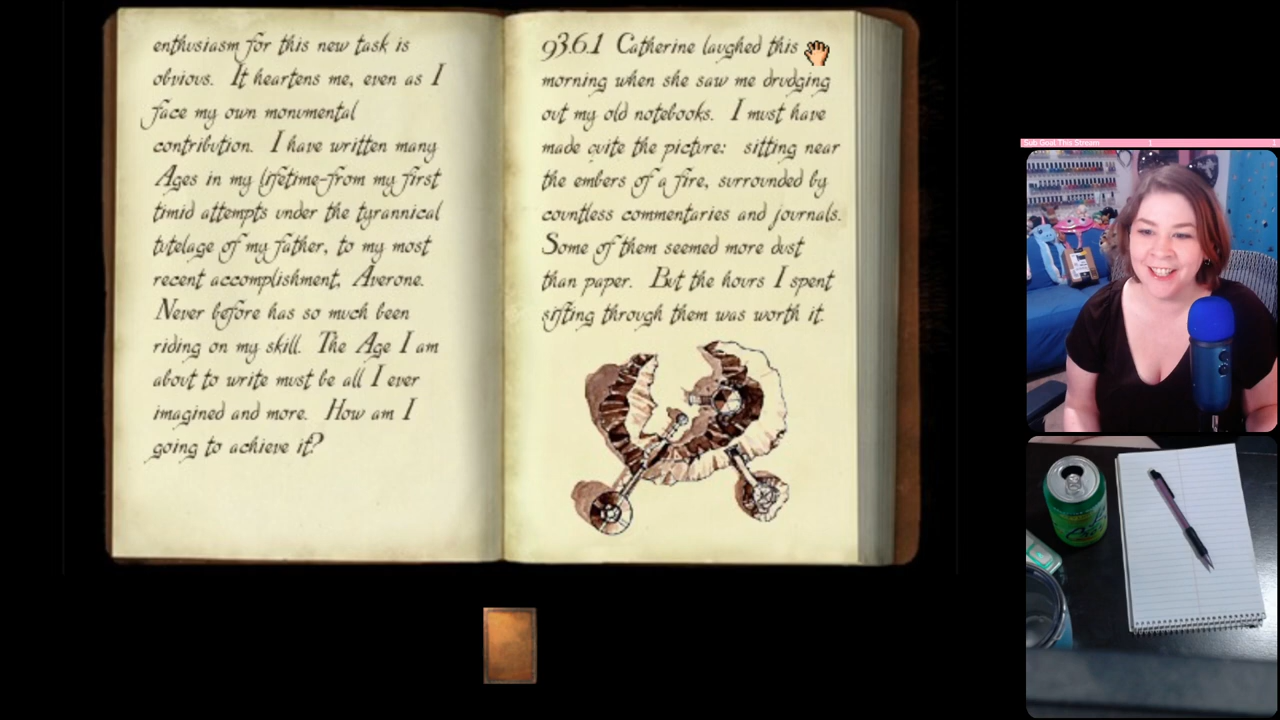 enthusiasm for this new task is
obvious. It heartens me, even as I
face my own monumental
contribution. I have written many
Ages in my lifetime-from my first
timid attempts under the tyrannical
tutelage of my father, to my most
recent accomplishment, Averone.
Never before has so much been
riding on my skill. The Age I am
about to write must be all I ever
imagined and more. How am I
going to achieve it?
93.6.1 Catherine laughed this
morning when she saw me drudging
out my old notebooks. I must have
made quite the picture: sitting near
the embers of a fire, surrounded by
countless commentaries and journals.
Some of them seemed more dust
than paper. But the hours I spent
sifting through them was worth it.
Sub Goal This Stream 1